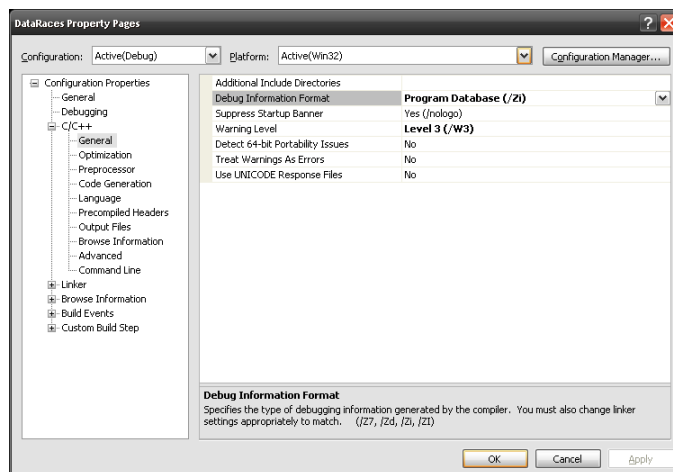 DataRaces Property Pages
Configuration: Active(Debug) Platform: Active(Win32) Configuration Manager...
Configuration Properties
General
Debugging
C/C++
General
Optimization
Preprocessor
Code Generation
Language
Precompiled Headers
Output Files
Browse Information
Advanced
Command Line
Linker
Browse Information
Build Events
Custom Build Step
Additional Include Directories
Debug Information Format Program Database (/Zi)
Suppress Startup Banner Yes (/nologo)
Warning Level Level 3 (/W3)
Detect 64-bit Portability Issues No
Treat Warnings As Errors No
Use UNICODE Response Files No
Debug Information Format
Specifies the type of debugging information generated by the compiler. You must also change linker
settings appropriately to match. (/Z7, /Zd, /Zi, /ZI)
OK Cancel Apply